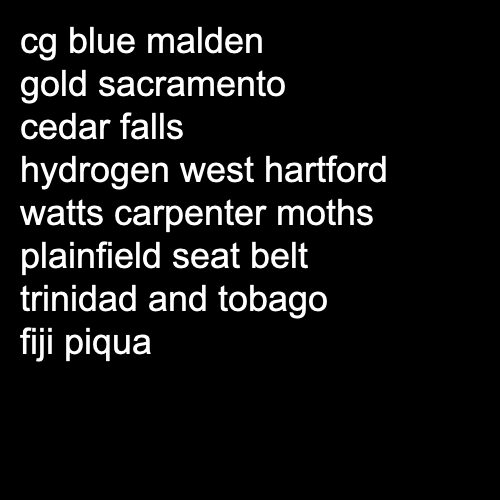 cg blue malden
gold sacramento
cedar falls
hydrogen west hartford
watts carpenter moths
plainfield seat belt
trinidad and tobago
fiji piqua